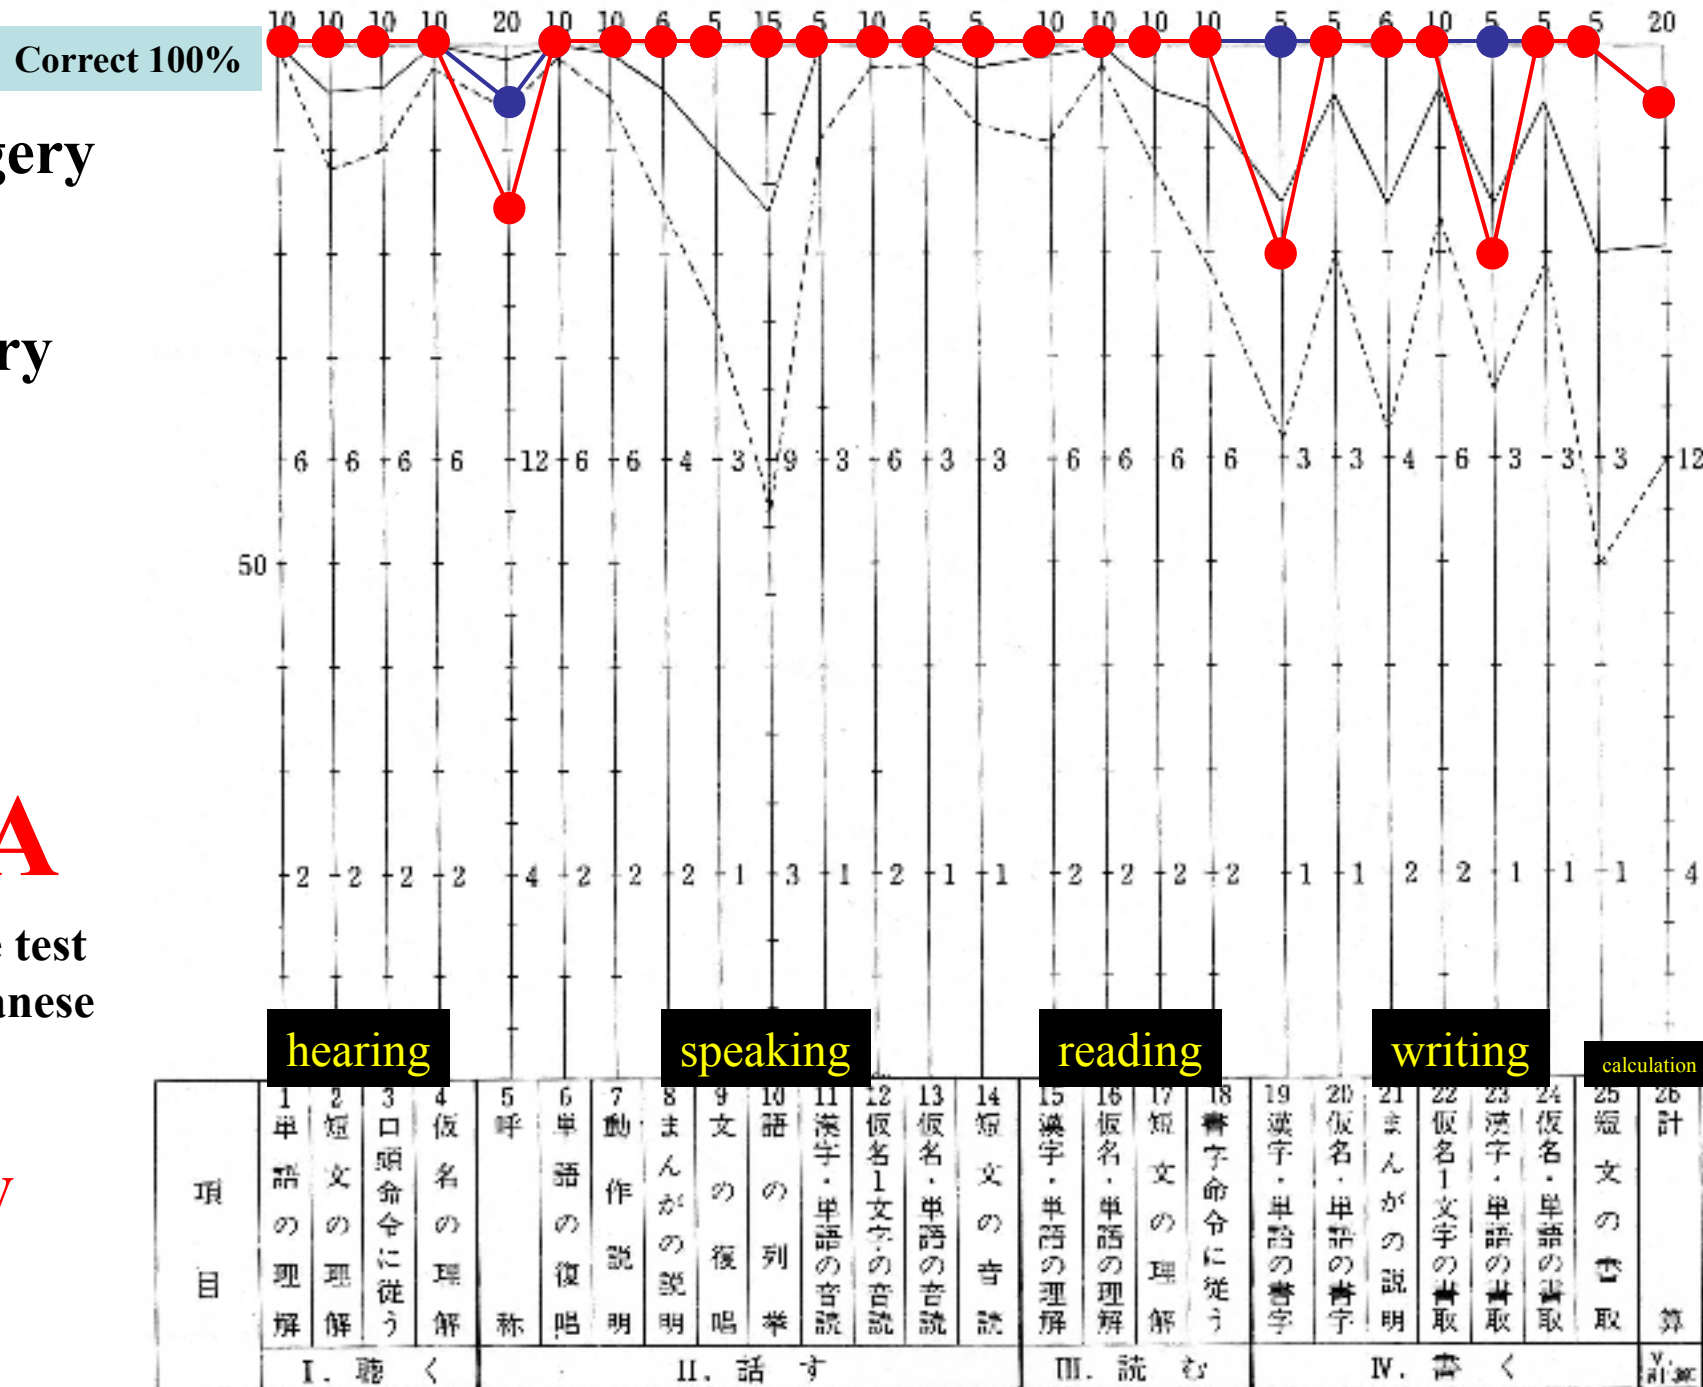 10 10 10 10 20 10 10 6 5 15 5 10 5 5 10 10 10 10 5 5 6 10 5 5 5 20
Correct 100%
gery
ry
6 6 6 6 12 6 6 4 3 9 3 6 3 3 6 6 6 6 3 3 4 6 3 3 3 12
50
A
2 2 2 2 4 2 2 2 1 3 1 2 1 1 2 2 2 2 1 1 2 2 1 1 1 4
e test
anese
y
hearing
speaking
reading
writing
calculation
項目
1 単語の理解
2 短文の理解
3 口頭命令に従う
4 仮名の理解
5 呼称
6 単語の復唱
7 動作説明
8 まんがの説明
9 文の復唱
10 語の列挙
11 漢字・単語の音読
12 仮名1文字の音読
13 仮名・単語の音読
14 短文の音読
15 漢字・単語の理解
16 仮名・単語の理解
17 短文の理解
18 書字命令に従う
19 漢字・単語の書字
20 仮名・単語の書字
21 まんがの説明
22 仮名1文字の書取
23 漢字・単語の書取
24 仮名・単語の書取
25 短文の書取
26 計算
I. 聴く
II. 話す
III. 読む
IV. 書く
V. 計算